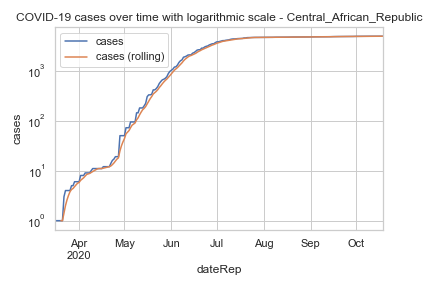 COVID-19 cases over time with logarithmic scale - Central_African_Republic
cases
cases (rolling)
10³
10²
10¹
10⁰
cases
Apr
2020
May
Jun
Jul
Aug
Sep
Oct
dateRep